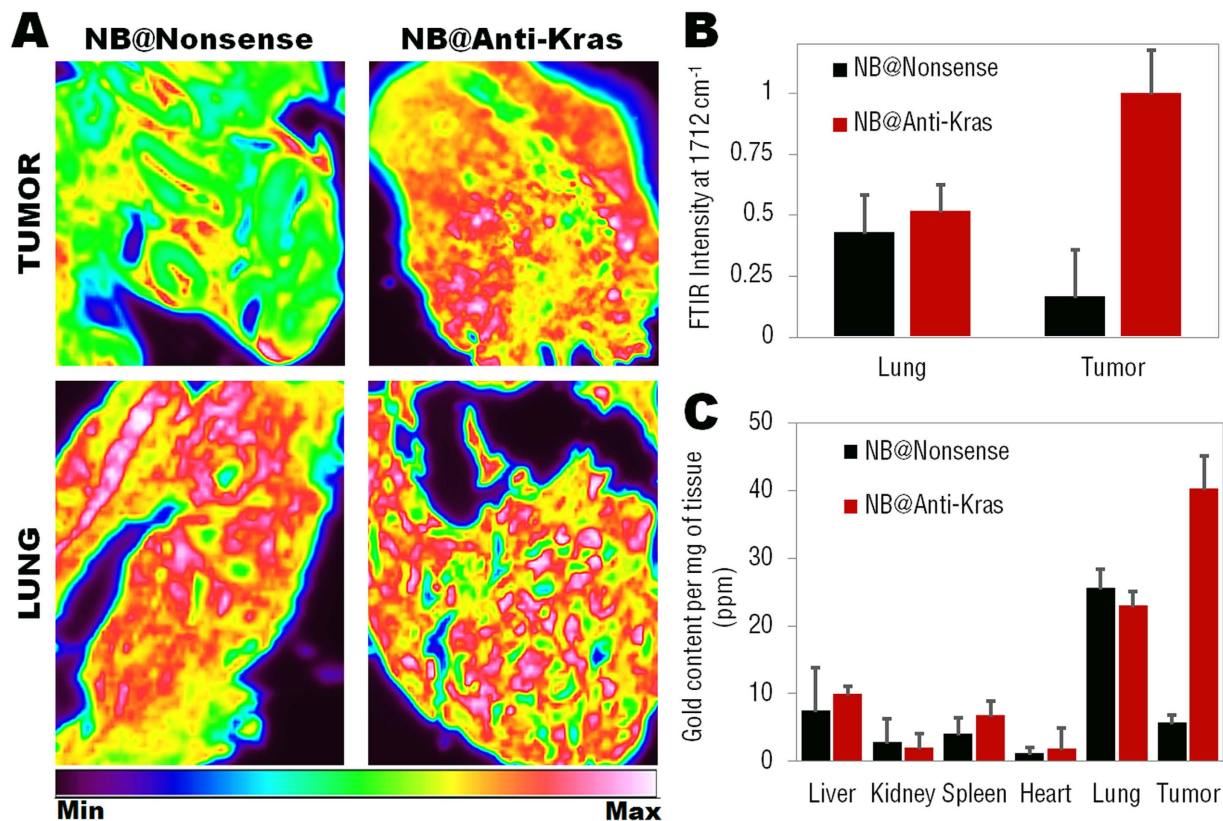 A
NB@Nonsense
NB@Anti-Kras
TUMOR
LUNG
Min
Max
B
NB@Nonsense
NB@Anti-Kras
FTIR Intensity at 1712 cm⁻¹
1
0.75
0.5
0.25
0
Lung
Tumor
C
NB@Nonsense
NB@Anti-Kras
Gold content per mg of tissue
(ppm)
50
40
30
20
10
0
Liver Kidney Spleen Heart Lung Tumor